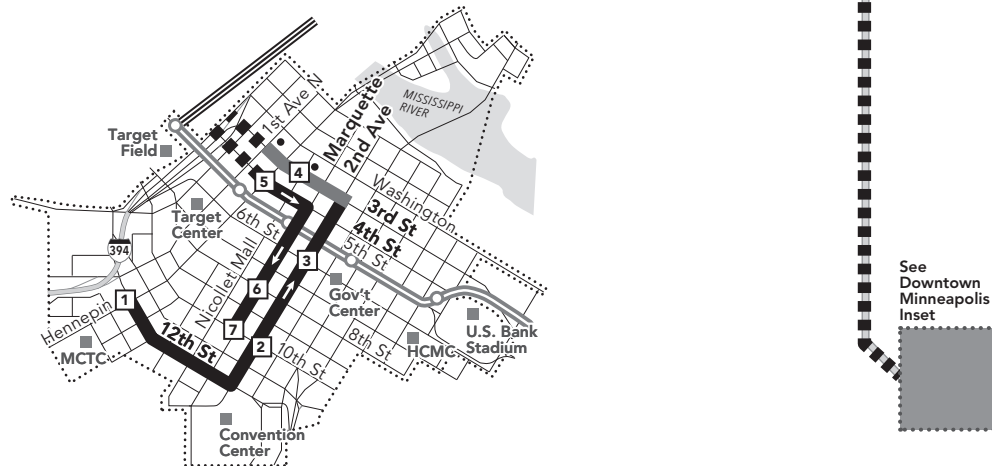 Target
Field
1st Ave N
Marquette
2nd Ave
MISSISSIPPI
RIVER
4
5
Washington
3rd St
4th St
5th St
6th St
Target
Center
394
3
Nicollet Mall
6
Gov't
Center
1
Hennepin
MCTC
12th St
7
2
10th St
8th St
HCMC
U.S. Bank
Stadium
Convention
Center
See
Downtown
Minneapolis
Inset